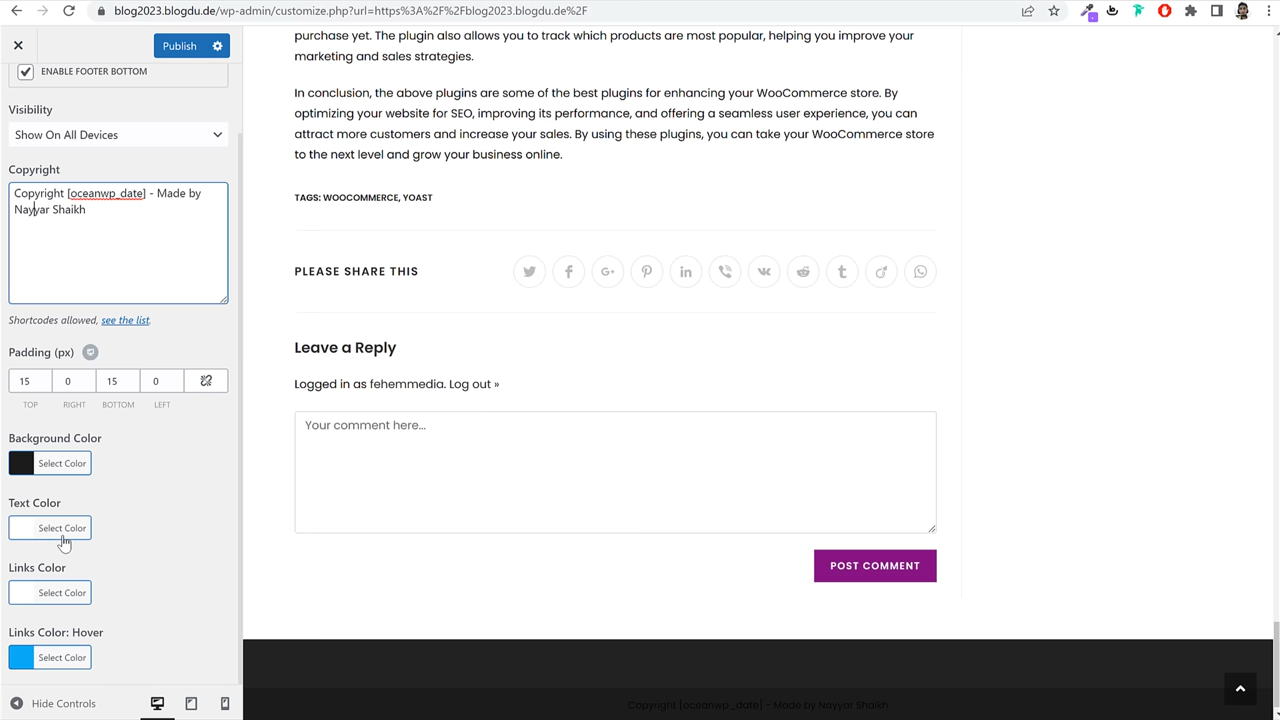 blog2023.blogdu.de/wp-admin/customize.php?url=https%3A%2F%2Fblog2023.blogdu.de%2F
Publish
ENABLE FOOTER BOTTOM
Visibility
Show On All Devices
Copyright
Copyright [oceanwp_date] - Made by
Nayyar Shaikh
Shortcodes allowed, see the list.
Padding (px)
15 0 15 0
TOP RIGHT BOTTOM LEFT
Background Color
Select Color
Text Color
Select Color
Links Color
Select Color
Links Color: Hover
Select Color
Hide Controls
purchase yet. The plugin also allows you to track which products are most popular, helping you improve your
marketing and sales strategies.
In conclusion, the above plugins are some of the best plugins for enhancing your WooCommerce store. By
optimizing your website for SEO, improving its performance, and offering a seamless user experience, you can
attract more customers and increase your sales. By using these plugins, you can take your WooCommerce store
to the next level and grow your business online.
TAGS: WOOCOMMERCE, YOAST
PLEASE SHARE THIS
Leave a Reply
Logged in as fehemmedia. Log out »
Your comment here...
POST COMMENT
Copyright [oceanwp_date] - Made by Nayyar Shaikh